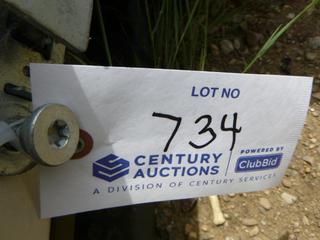 LOT NO
734
CENTURY AUCTIONS
POWERED BY ClubBid
A DIVISION OF CENTURY SERVICES